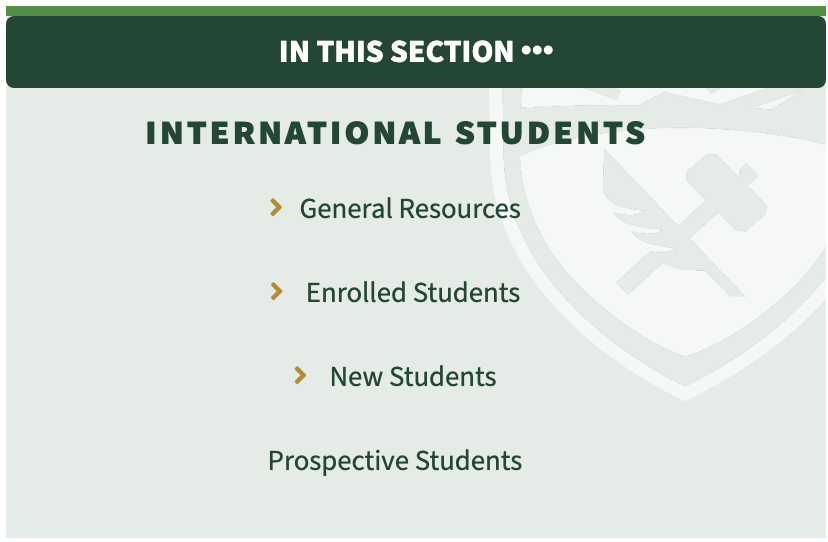 IN THIS SECTION •••
INTERNATIONAL STUDENTS
General Resources
Enrolled Students
New Students
Prospective Students